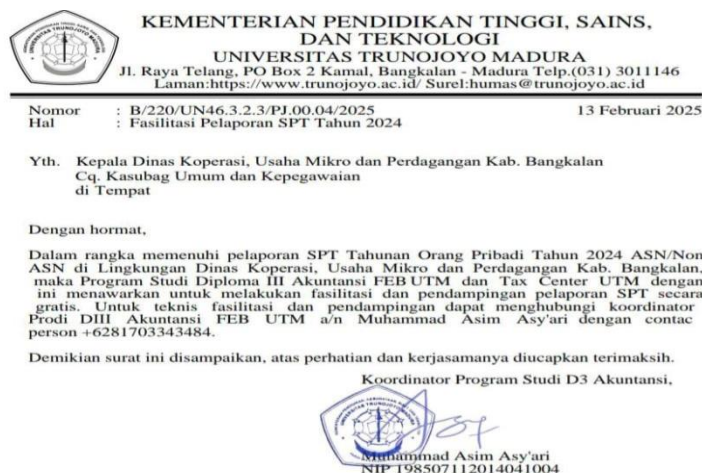 KEMENTERIAN PENDIDIKAN TINGGI, SAINS,
DAN TEKNOLOGI
UNIVERSITAS TRUNOJOYO MADURA
Jl. Raya Telang, PO Box 2 Kamal, Bangkalan - Madura Telp.(031) 3011146
Laman:https://www.trunojoyo.ac.id/ Surel:humas@trunojoyo.ac.id
Nomor : B/220/UN46.3.2.3/PJ.00.04/2025 13 Februari 2025
Hal : Fasilitasi Pelaporan SPT Tahun 2024
Yth. Kepala Dinas Koperasi, Usaha Mikro dan Perdagangan Kab. Bangkalan
Cq. Kasubag Umum dan Kepegawaian
di Tempat
Dengan hormat,
Dalam rangka memenuhi pelaporan SPT Tahunan Orang Pribadi Tahun 2024 ASN/Non
ASN di Lingkungan Dinas Koperasi, Usaha Mikro dan Perdagangan Kab. Bangkalan,
maka Program Studi Diploma III Akuntansi FEB UTM dan Tax Center UTM dengan
ini menawarkan untuk melakukan fasilitasi dan pendampingan pelaporan SPT secara
gratis. Untuk teknis fasilitasi dan pendampingan dapat menghubungi koordinator
Prodi DIII Akuntansi FEB UTM a/n Muhammad Asim Asy'ari dengan contac
person +6281703343484.
Demikian surat ini disampaikan, atas perhatian dan kerjasamanya diucapkan terimaksih.
Koordinator Program Studi D3 Akuntansi,
Muhammad Asim Asy'ari
NIP 198507112014041004